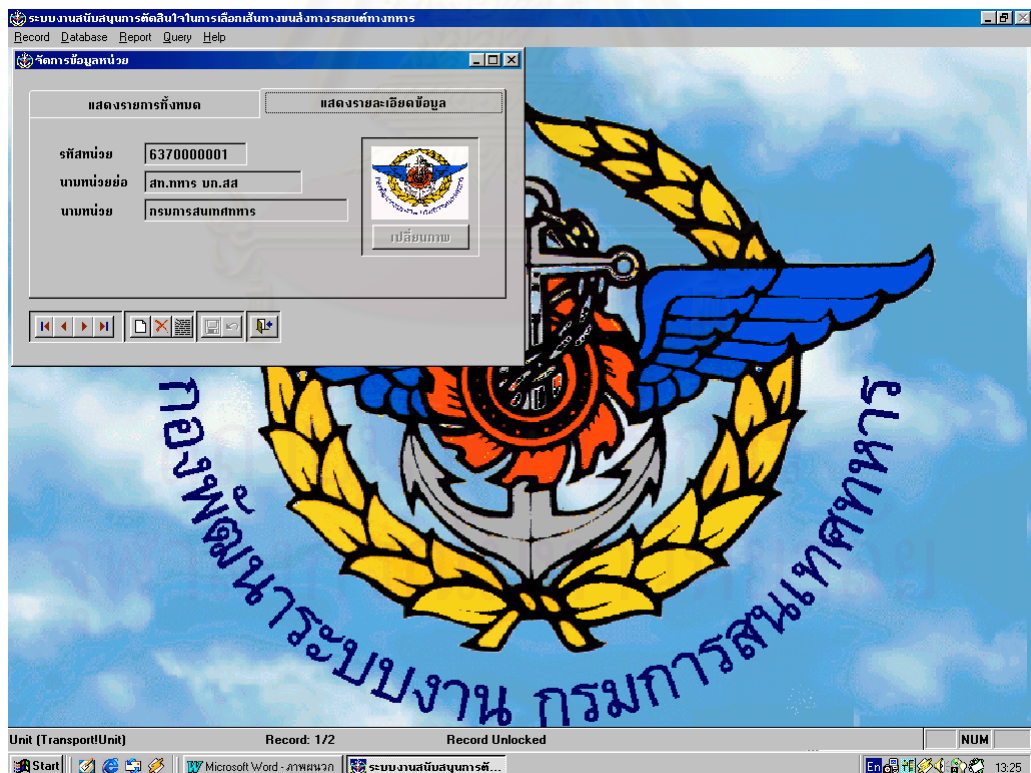 ระบบงานสนับสนุนการตัดสินใจในการเลือกเส้นทางขนส่งทางรถยนต์ทางทหาร
Record Database Report Query Help
จัดการข้อมูลหน่วย
แสดงรายการทั้งหมด แสดงรายละเอียดข้อมูล
รหัสหน่วย 6370000001
นามหน่วยย่อ สท.ทหาร บก.สส
นามหน่วย กรมการสนเทศทหาร
เปลี่ยนภาพ
กองพัฒนาระบบงาน กรมการสนเทศทหาร
Unit (Transport!Unit) Record: 1/2 Record Unlocked NUM
Start Microsoft Word - ภาพผนวก ระบบงานสนับสนุนการตั... En 13:25